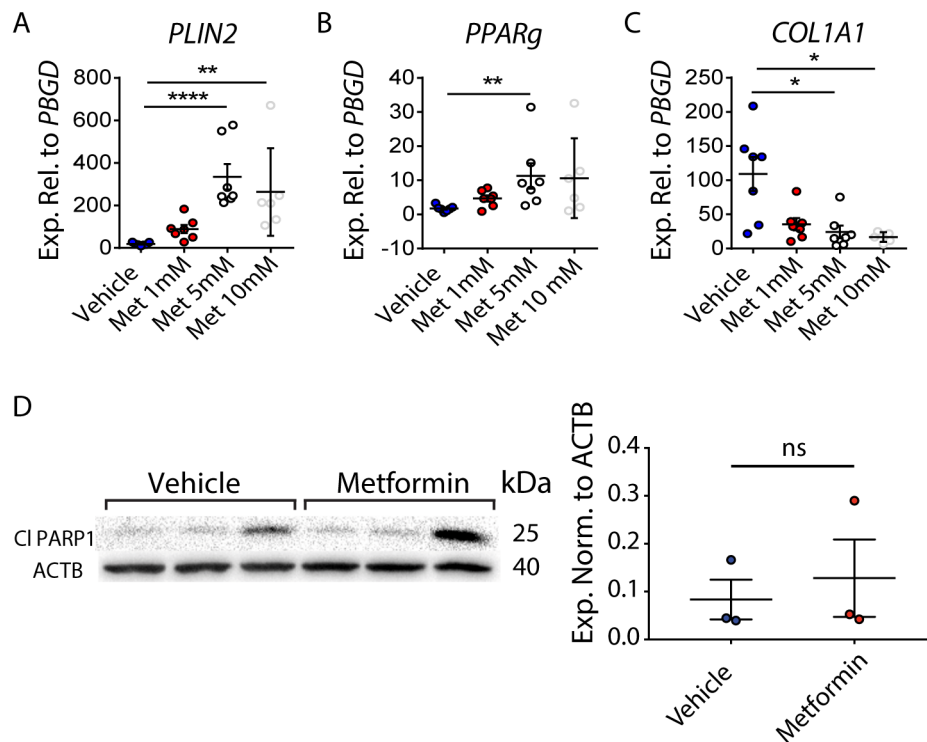 A
PLIN2
Exp. Rel. to PBGD
800
600
400
200
0
**
****
Vehicle
Met 1mM
Met 5mM
Met 10mM
B
PPARg
Exp. Rel. to PBGD
40
30
20
10
0
-10
**
Vehicle
Met 1mM
Met 5mM
Met 10 mM
C
COL1A1
Exp. Rel. to PBGD
250
200
150
100
50
0
*
*
Vehicle
Met 1mM
Met 5mM
Met 10mM
D
Vehicle Metformin kDa
Cl PARP1 25
ACTB 40
Exp. Norm. to ACTB
0.4
0.3
0.2
0.1
0.0
ns
Vehicle
Metformin